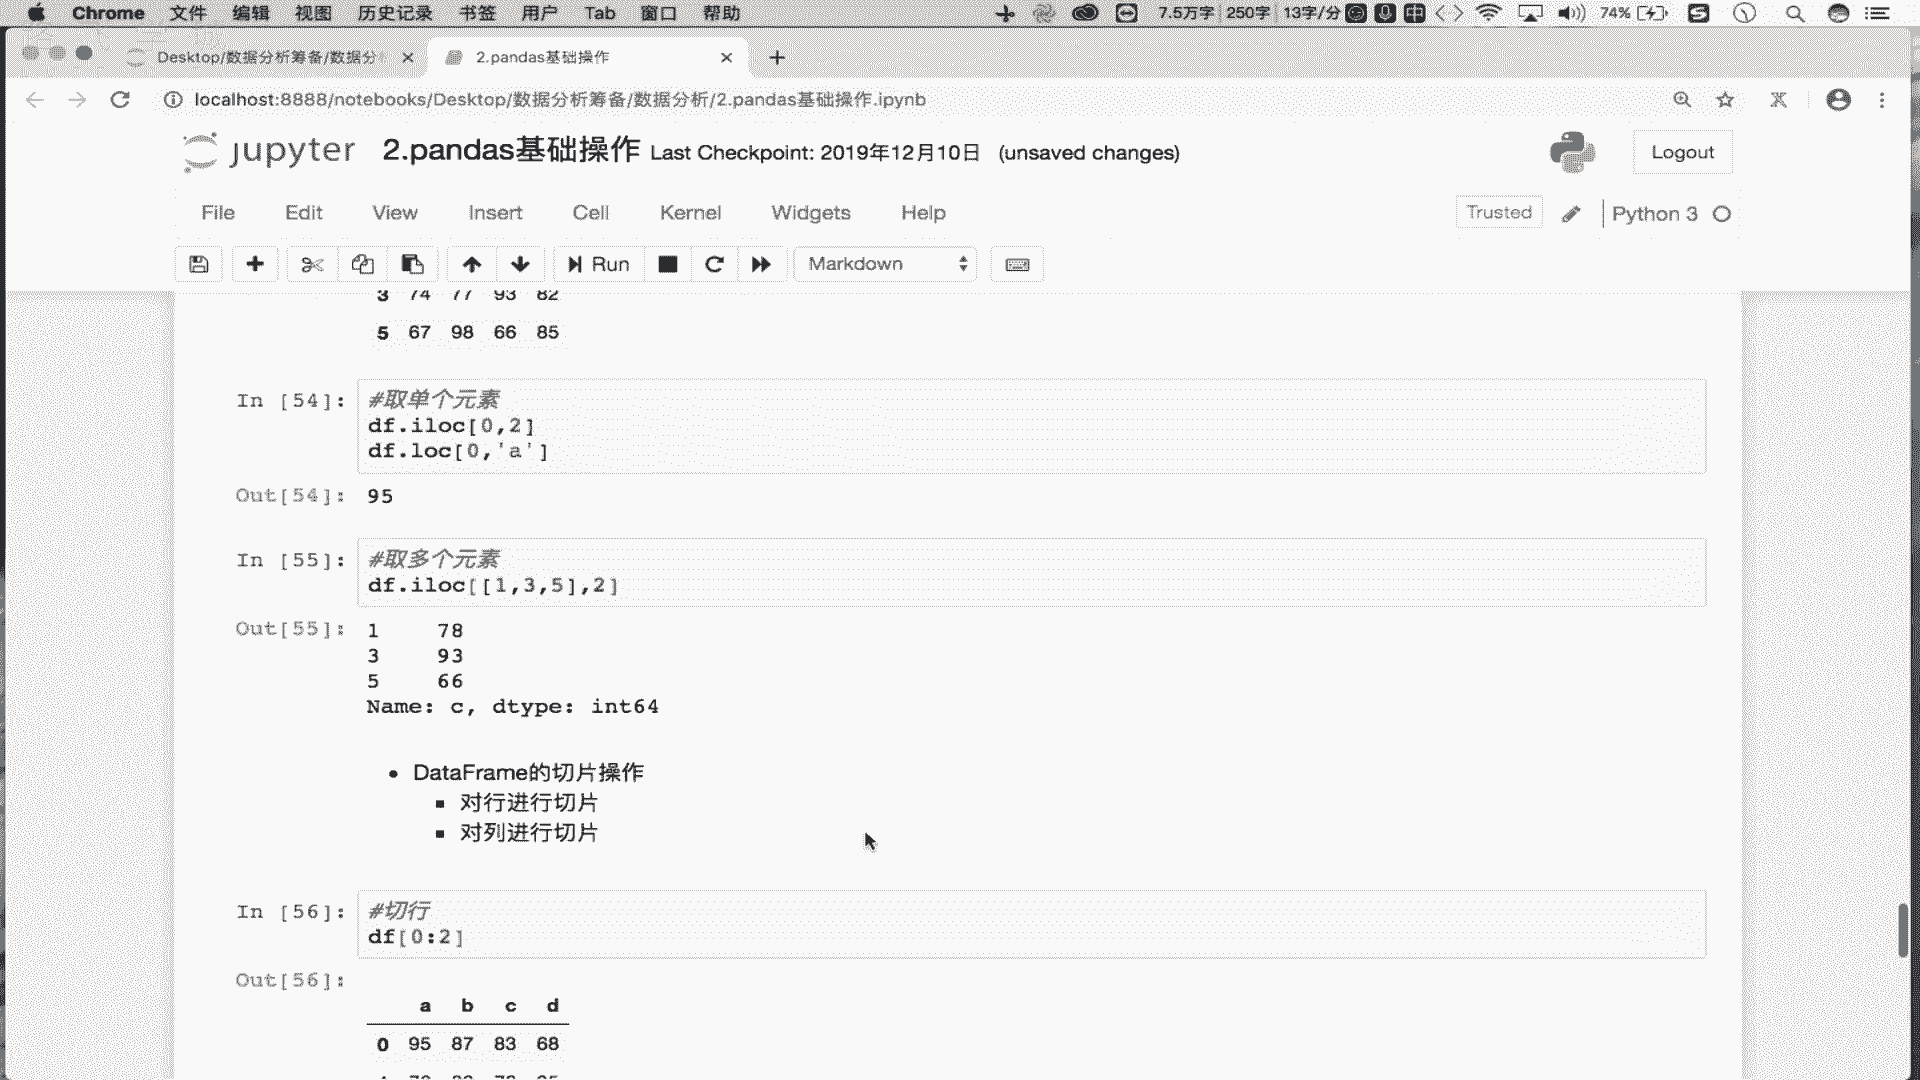 Chrome 文件 编辑 视图 历史记录 书签 用户 Tab 窗口 帮助 7.5万字 250字 13字/分 中 74%
Desktop/数据分析筹备/数据分 2.pandas基础操作
localhost:8888/notebooks/Desktop/数据分析筹备/数据分析/2.pandas基础操作.ipynb
jupyter 2.pandas基础操作 Last Checkpoint: 2019年12月10日 (unsaved changes) Logout
File Edit View Insert Cell Kernel Widgets Help Trusted Python 3
Run Markdown
3 74 77 93 82
5 67 98 66 85
In [54]: #取单个元素
df.iloc[0,2]
df.loc[0,'a']
Out[54]: 95
In [55]: #取多个元素
df.iloc[[1,3,5],2]
Out[55]: 1 78
3 93
5 66
Name: c, dtype: int64
DataFrame的切片操作
对行进行切片
对列进行切片
In [56]: #切行
df[0:2]
Out[56]:
a b c d
0 95 87 83 68